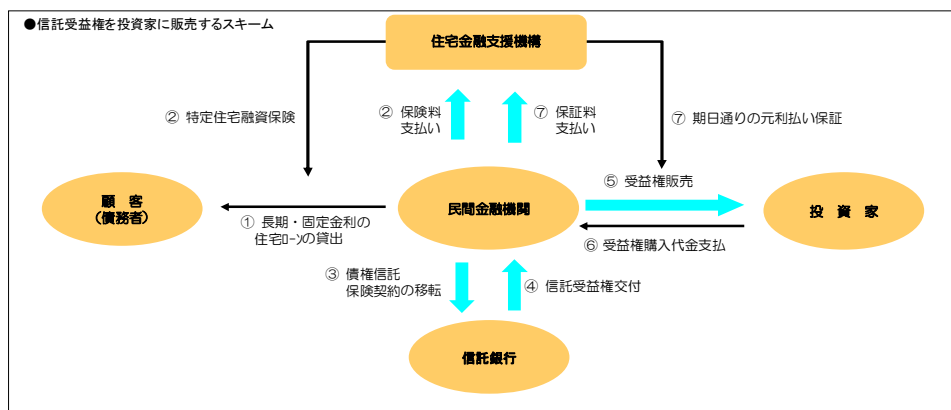 ●信託受益権を投資家に販売するスキーム
住宅金融支援機構
② 特定住宅融資保険
② 保険料
支払い
⑦ 保証料
支払い
⑦ 期日通りの元利払い保証
顧 客
(債務者)
① 長期・固定金利の
住宅ﾛｰﾝの貸出
民間金融機関
⑤ 受益権販売
⑥ 受益権購入代金支払
投 資 家
③ 債権信託
保険契約の移転
④ 信託受益権交付
信託銀行